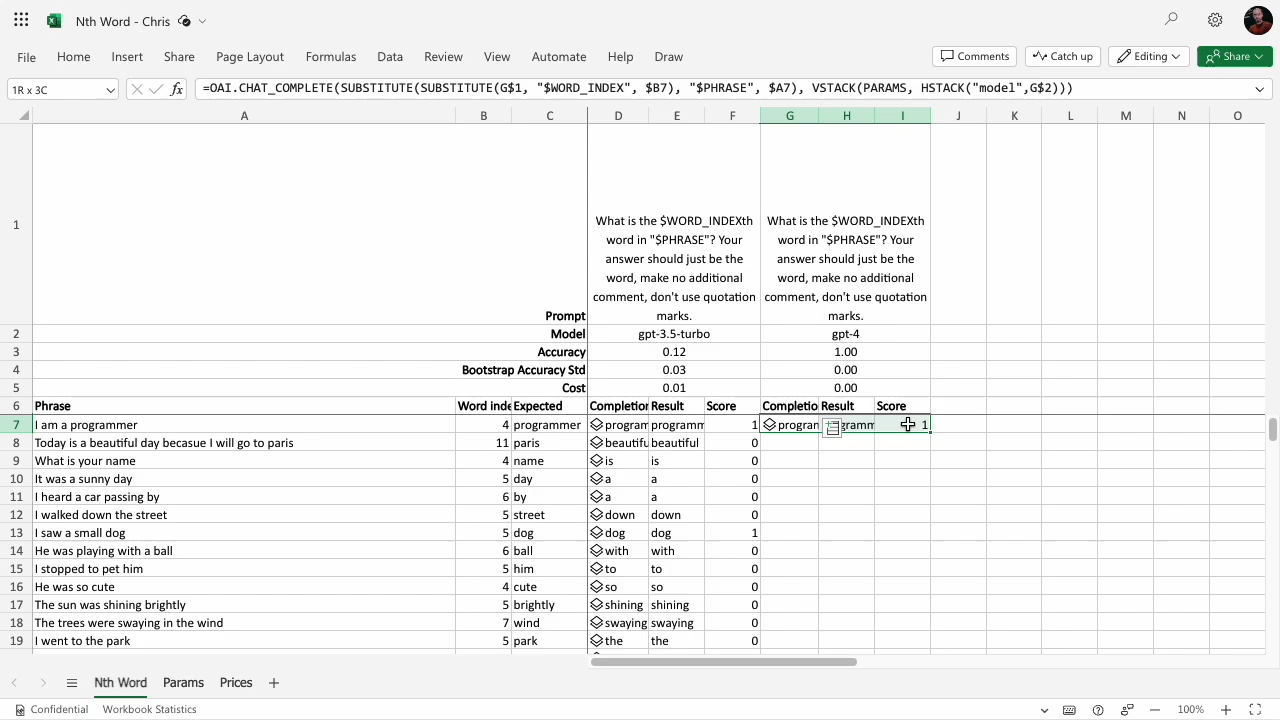 Nth Word - Chris
File Home Insert Share Page Layout Formulas Data Review View Automate Help Draw
Comments Catch up Editing Share
1R x 3C fx =OAI.CHAT_COMPLETE(SUBSTITUTE(SUBSTITUTE(G$1, "$WORD_INDEX", $B7), "$PHRASE", $A7), VSTACK(PARAMS, HSTACK("model",G$2)))
A B C D E F G H I J K L M N O
1
What is the $WORD_INDEXth
word in "$PHRASE"? Your
answer should just be the
word, make no additional
comment, don't use quotation
marks.
What is the $WORD_INDEXth
word in "$PHRASE"? Your
answer should just be the
word, make no additional
comment, don't use quotation
marks.
Prompt
2 Model gpt-3.5-turbo gpt-4
3 Accuracy 0.12 1.00
4 Bootstrap Accuracy Std 0.03 0.00
5 Cost 0.01 0.00
6 Phrase Word inde Expected Completion Result Score Completio Result Score
7 I am a programmer 4 programmer program programm 1 program gramm 1
8 Today is a beautiful day becasue I will go to paris 11 paris beautifu beautiful 0
9 What is your name 4 name is is 0
10 It was a sunny day 5 day a a 0
11 I heard a car passing by 6 by a a 0
12 I walked down the street 5 street down down 0
13 I saw a small dog 5 dog dog dog 1
14 He was playing with a ball 6 ball with with 0
15 I stopped to pet him 5 him to to 0
16 He was so cute 4 cute so so 0
17 The sun was shining brightly 5 brightly shining shining 0
18 The trees were swaying in the wind 7 wind swaying swaying 0
19 I went to the park 5 park the the 0
Nth Word Params Prices
Confidential Workbook Statistics 100%